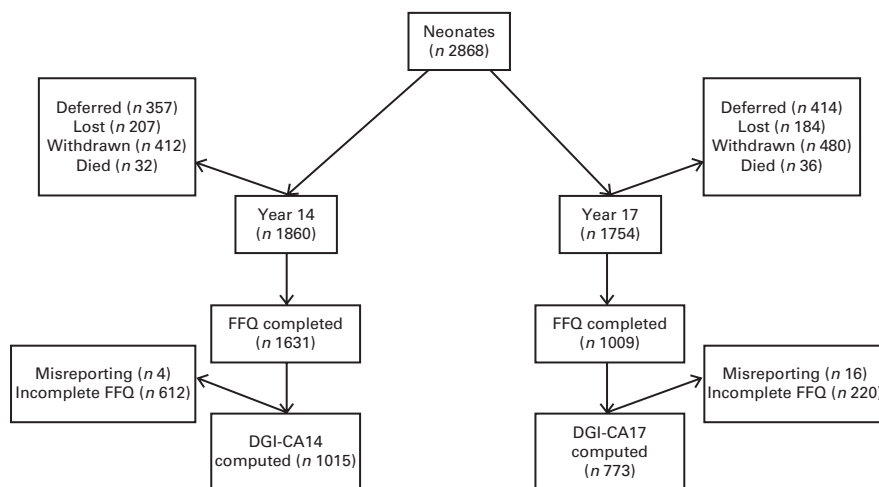 Neonates
(n 2868)
Deferred (n 357)
Lost (n 207)
Withdrawn (n 412)
Died (n 32)
Deferred (n 414)
Lost (n 184)
Withdrawn (n 480)
Died (n 36)
Year 14
(n 1860)
Year 17
(n 1754)
FFQ completed
(n 1631)
FFQ completed
(n 1009)
Misreporting (n 4)
Incomplete FFQ (n 612)
Misreporting (n 16)
Incomplete FFQ (n 220)
DGI-CA14
computed (n 1015)
DGI-CA17
computed
(n 773)